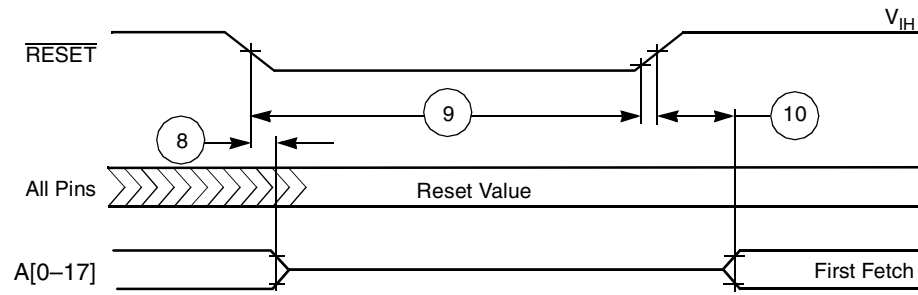 V_IH
RESET
9
10
8
All Pins
Reset Value
A[0–17]
First Fetch